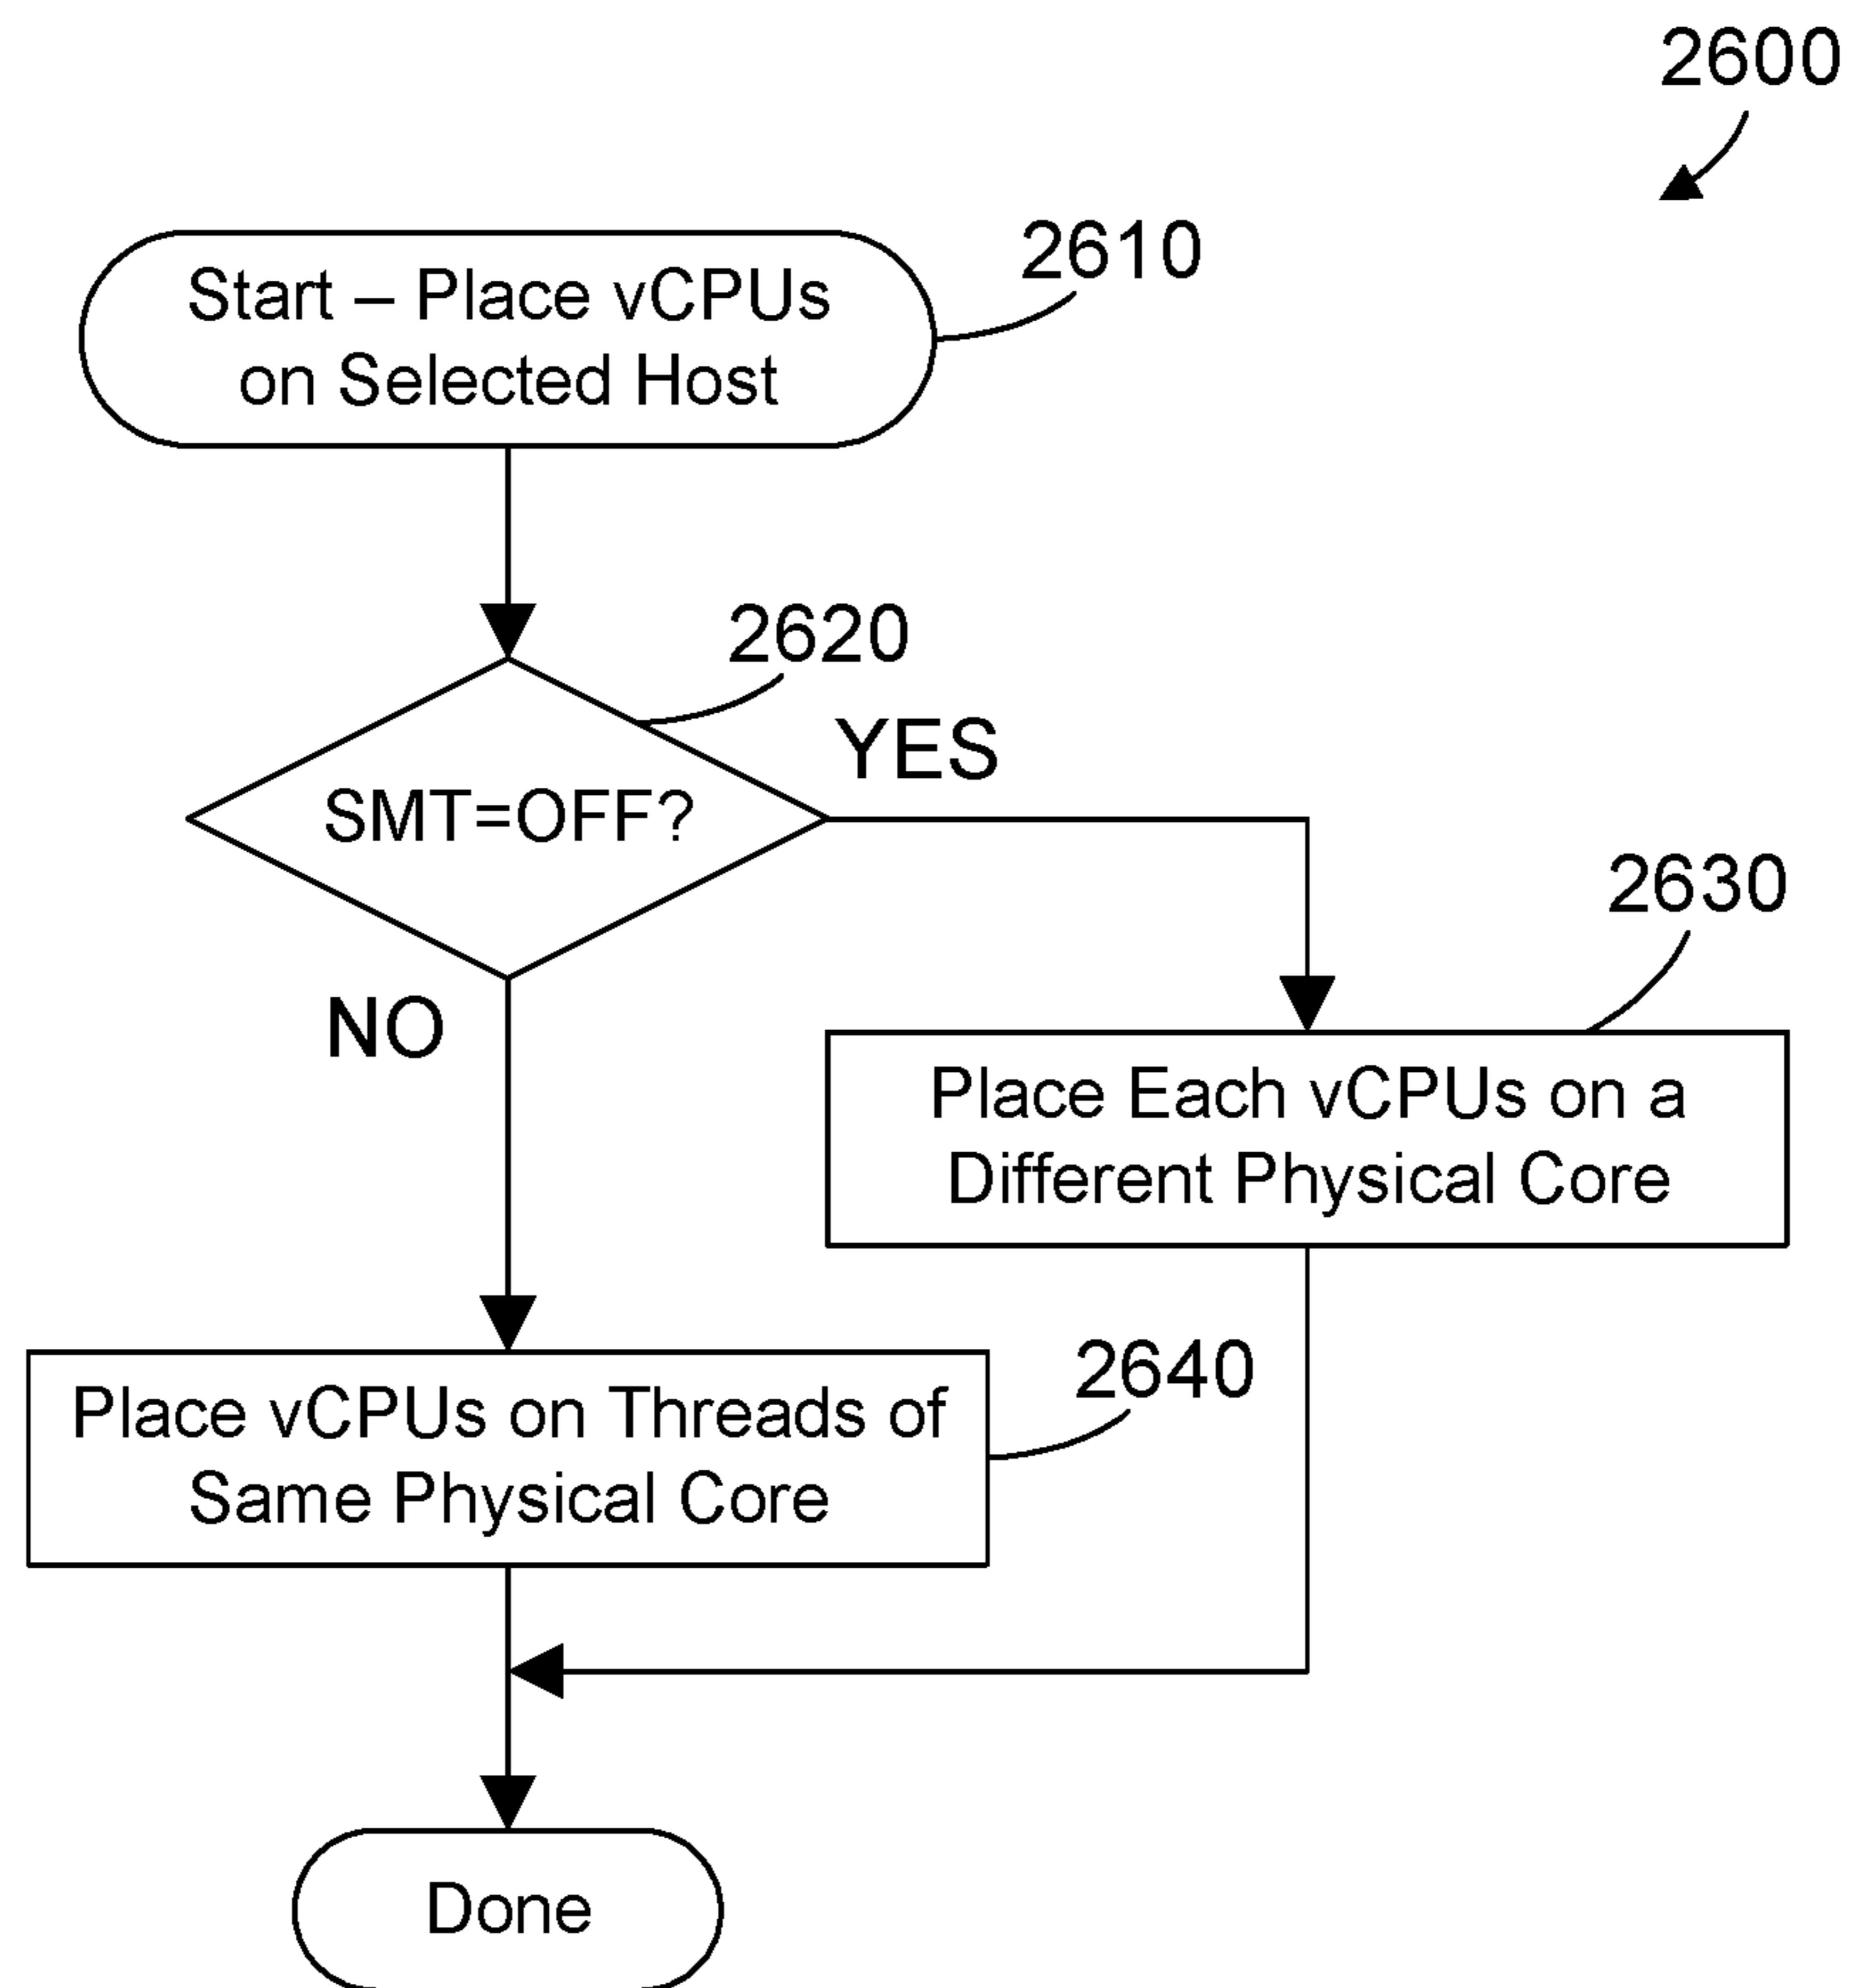 2600
2610
Start – Place vCPUs
on Selected Host
2620
YES
SMT=OFF?
2630
NO
Place Each vCPUs on a
Different Physical Core
2640
Place vCPUs on Threads of
Same Physical Core
Done